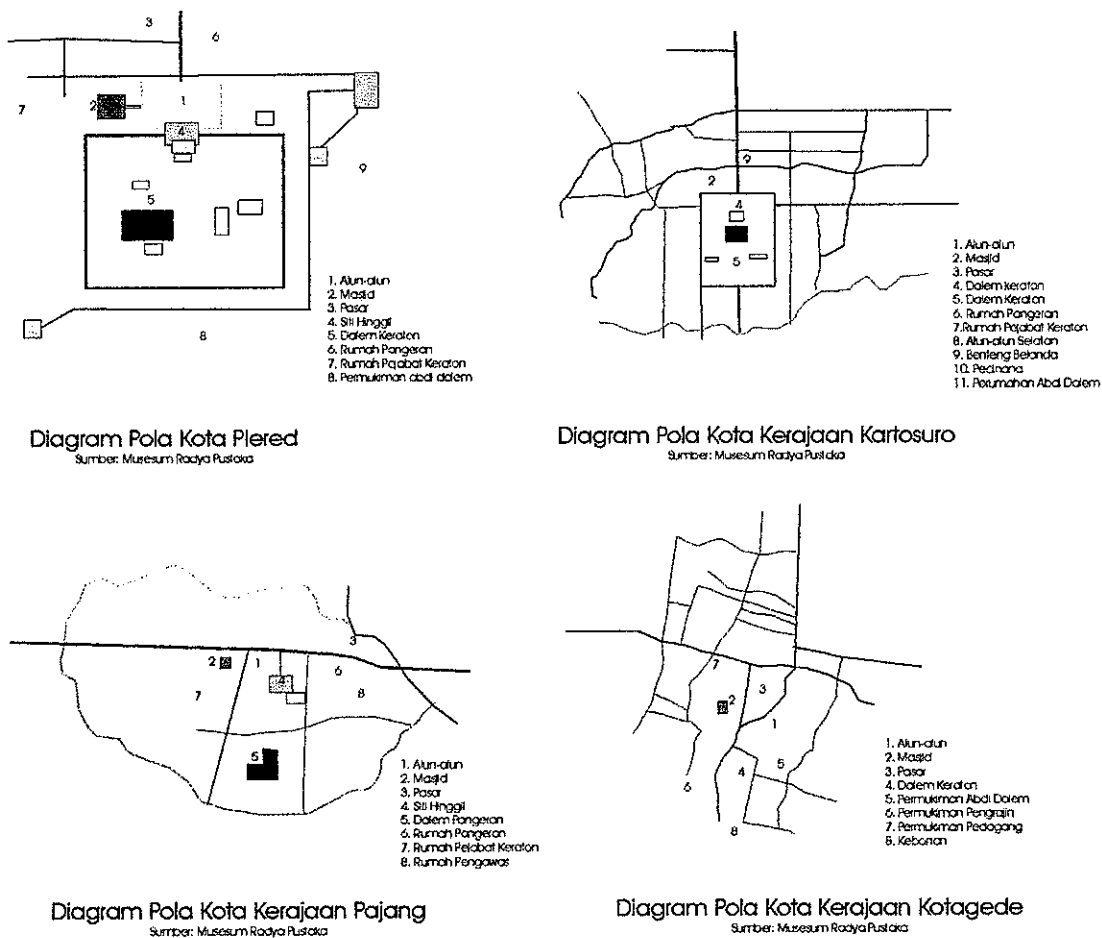 3
6
7
2
1
4
9
5
8
1. Alun-alun
2. Masjid
3. Pasar
4. Siti Hinggil
5. Dalem Keraton
6. Rumah Pangeran
7. Rumah Pejabat Keraton
8. Permukiman abdi dalem
Diagram Pola Kota Plered
Sumber: Musesum Radya Pustaka
9
2
4
5
1. Alun-alun
2. Masjid
3. Pasar
4. Dalem keraton
5. Dalem Keraton
6. Rumah Pangeran
7. Rumah Pejabat Keraton
8. Alun-alun Selatan
9. Benteng Belanda
10. Pecinana
11. Perumahan Abdi Dalem
Diagram Pola Kota Kerajaan Kartosuro
Sumber: Musesum Radya Pustaka
3
2
1
6
4
7
8
5
1. Alun-alun
2. Masjid
3. Pasar
4. Siti Hinggil
5. Dalem Pangeran
6. Rumah Pangeran
7. Rumah Pejabat Keraton
8. Rumah Pengawas
Diagram Pola Kota Kerajaan Pajang
Sumber: Musesum Radya Pustaka
7
3
2
1
4
5
6
8
1. Alun-alun
2. Masjid
3. Pasar
4. Dalem Keraton
5. Permukiman Abdi Dalem
6. Permukiman Pengrajin
7. Permukiman Pedagang
8. Kebonan
Diagram Pola Kota Kerajaan Kotagede
Sumber: Musesum Radya Pustaka